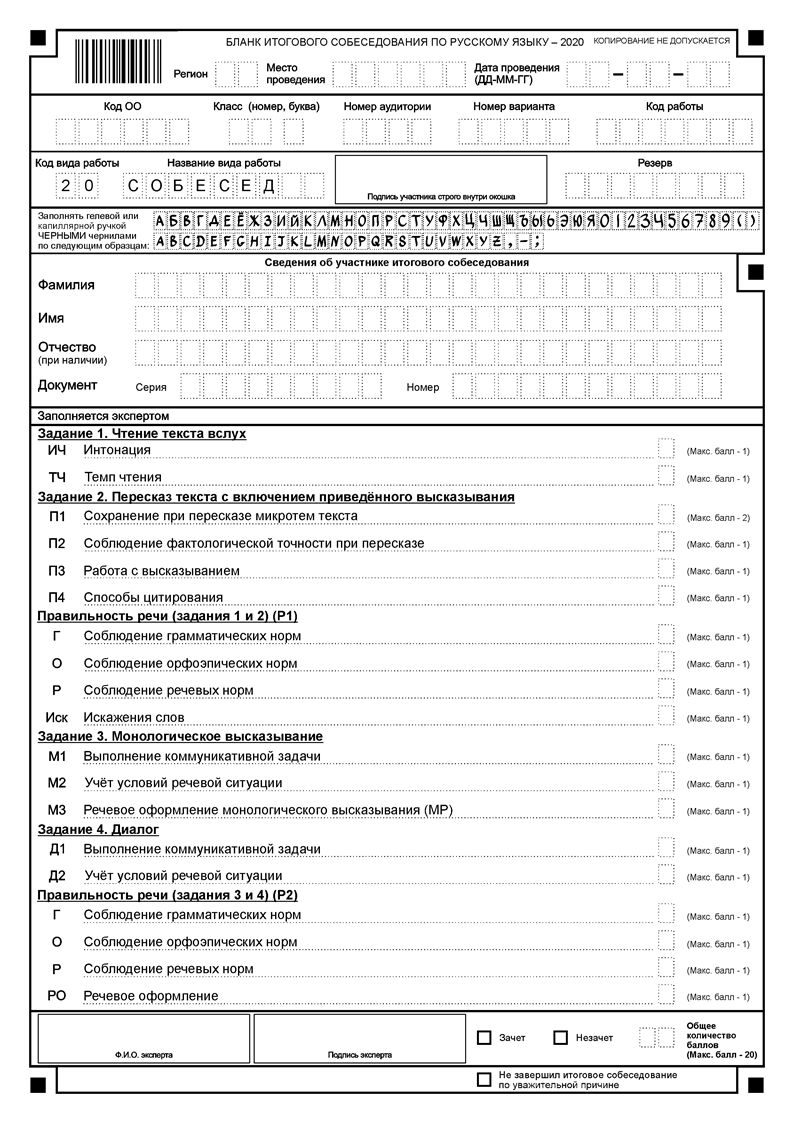 БЛАНК ИТОГОВОГО СОБЕСЕДОВАНИЯ ПО РУССКОМУ ЯЗЫКУ – 2020 КОПИРОВАНИЕ НЕ ДОПУСКАЕТСЯ
Регион Место проведения Дата проведения (ДД-ММ-ГГ) – –
Код ОО Класс (номер, буква) Номер аудитории Номер варианта Код работы
Код вида работы Название вида работы Резерв
20 СОБЕСЕД
Подпись участника строго внутри окошка
Заполнять гелевой или
капиллярной ручкой
ЧЕРНЫМИ чернилами
по следующим образцам:
АБВГДЕЁЖЗИЙКЛМНОПРСТУФХЦЧШЩЪЫЬЭЮЯ0123456789()
ABCDEFGHIJKLMNOPQRSTUVWXYZ,-;
Сведения об участнике итогового собеседования
Фамилия
Имя
Отчество
(при наличии)
Документ Серия Номер
Заполняется экспертом
Задание 1. Чтение текста вслух
ИЧ Интонация (Макс. балл - 1)
ТЧ Темп чтения (Макс. балл - 1)
Задание 2. Пересказ текста с включением приведённого высказывания
П1 Сохранение при пересказе микротем текста (Макс. балл - 2)
П2 Соблюдение фактологической точности при пересказе (Макс. балл - 1)
П3 Работа с высказыванием (Макс. балл - 1)
П4 Способы цитирования (Макс. балл - 1)
Правильность речи (задания 1 и 2) (Р1)
Г Соблюдение грамматических норм (Макс. балл - 1)
О Соблюдение орфоэпических норм (Макс. балл - 1)
Р Соблюдение речевых норм (Макс. балл - 1)
Иск Искажения слов (Макс. балл - 1)
Задание 3. Монологическое высказывание
М1 Выполнение коммуникативной задачи (Макс. балл - 1)
М2 Учёт условий речевой ситуации (Макс. балл - 1)
М3 Речевое оформление монологического высказывания (МР) (Макс. балл - 1)
Задание 4. Диалог
Д1 Выполнение коммуникативной задачи (Макс. балл - 1)
Д2 Учёт условий речевой ситуации (Макс. балл - 1)
Правильность речи (задания 3 и 4) (Р2)
Г Соблюдение грамматических норм (Макс. балл - 1)
О Соблюдение орфоэпических норм (Макс. балл - 1)
Р Соблюдение речевых норм (Макс. балл - 1)
РО Речевое оформление (Макс. балл - 1)
Ф.И.О. эксперта
Подпись эксперта
Зачет Незачет
Общее
количество
баллов
(Макс. балл - 20)
Не завершил итоговое собеседование
по уважительной причине